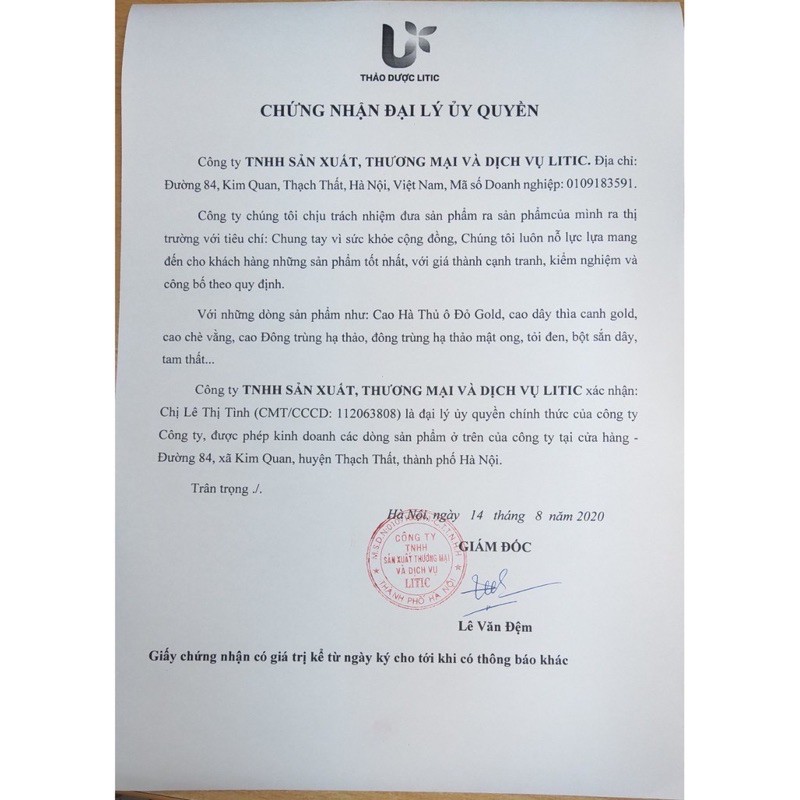 THẢO DƯỢC LITIC
CHỨNG NHẬN ĐẠI LÝ ỦY QUYỀN
Công ty TNHH SẢN XUẤT, THƯƠNG MẠI VÀ DỊCH VỤ LITIC. Địa chỉ:
Đường 84, Kim Quan, Thạch Thất, Hà Nội, Việt Nam, Mã số Doanh nghiệp: 0109183591.
Công ty chúng tôi chịu trách nhiệm đưa sản phẩm ra sản phẩmcủa mình ra thị
trường với tiêu chí: Chung tay vì sức khỏe cộng đồng, Chúng tôi luôn nỗ lực lựa mang
đến cho khách hàng những sản phẩm tốt nhất, với giá thành cạnh tranh, kiểm nghiệm và
công bố theo quy định.
Với những dòng sản phẩm như: Cao Hà Thủ ô Đỏ Gold, cao dây thìa canh gold,
cao chè vằng, cao Đông trùng hạ thảo, đông trùng hạ thảo mật ong, tỏi đen, bột sắn dây,
tam thất...
Công ty TNHH SẢN XUẤT, THƯƠNG MẠI VÀ DỊCH VỤ LITIC xác nhận:
Chị Lê Thị Tình (CMT/CCCD: 112063808) là đại lý ủy quyền chính thức của công ty
Công ty, được phép kinh doanh các dòng sản phẩm ở trên của công ty tại cửa hàng -
Đường 84, xã Kim Quan, huyện Thạch Thất, thành phố Hà Nội.
Trân trọng ./.
Hà Nội, ngày 14 tháng 8 năm 2020
GIÁM ĐỐC
CÔNG TY
TNHH
SẢN XUẤT THƯƠNG MẠI
VÀ DỊCH VỤ
LITIC
THÀNH PHỐ HÀ NỘI
Lê Văn Đệm
Giấy chứng nhận có giá trị kể từ ngày ký cho tới khi có thông báo khác